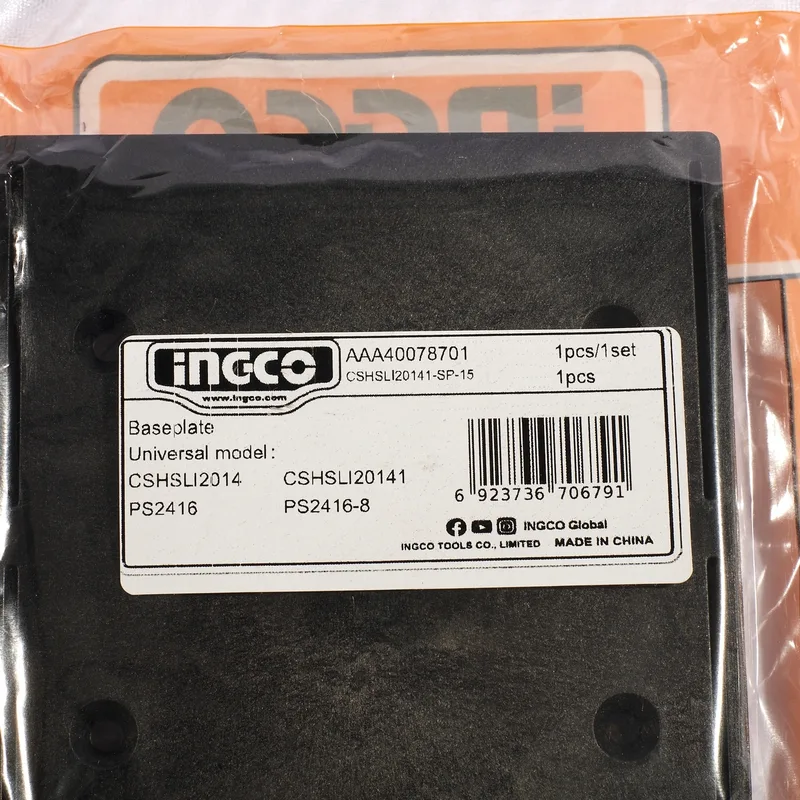 INGCO
INGCO
www.ingco.com
AAA40078701
1pcs/1set
CSHSLI20141-SP-15
1pcs
Baseplate
Universal model:
CSHSLI2014 CSHSLI20141
PS2416 PS2416-8
6 923736 706791
INGCO Global
INGCO TOOLS CO., LIMITED MADE IN CHINA